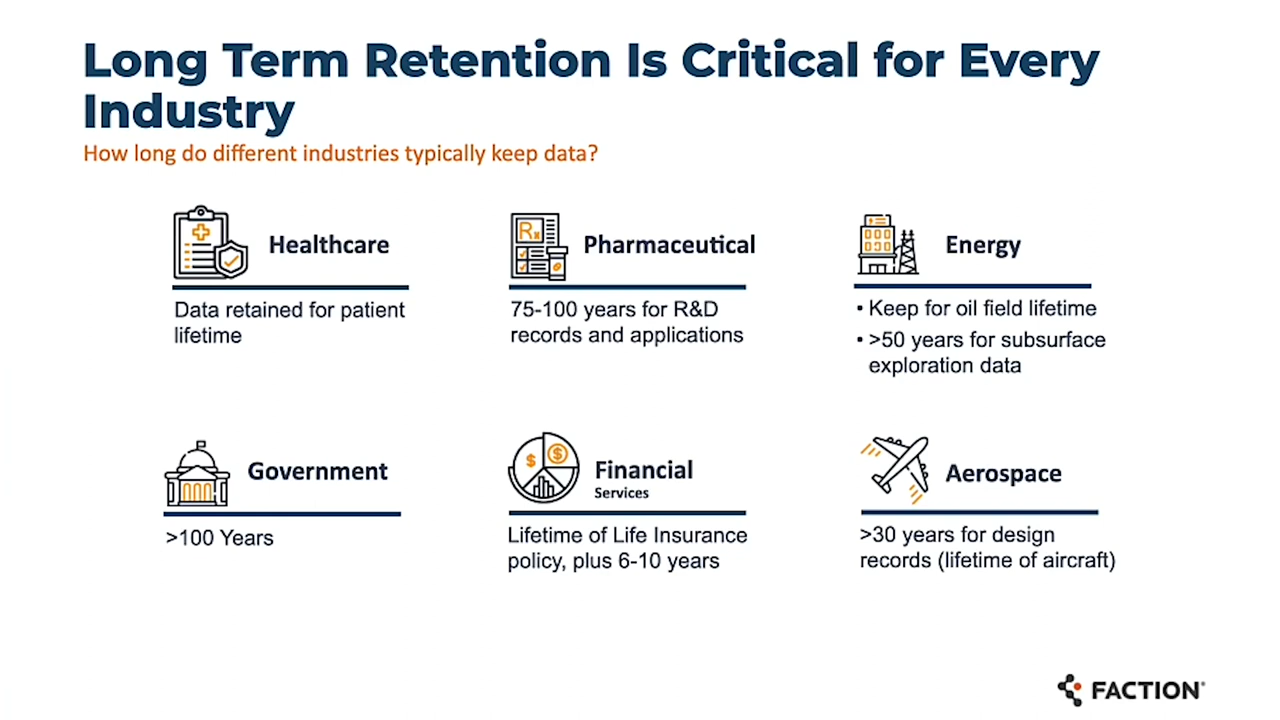 Long Term Retention Is Critical for Every
Industry
How long do different industries typically keep data?
Healthcare
Data retained for patient
lifetime
Rx
Pharmaceutical
75-100 years for R&D
records and applications
Energy
• Keep for oil field lifetime
• >50 years for subsurface
exploration data
Government
>100 Years
$ $
Financial
Services
Lifetime of Life Insurance
policy, plus 6-10 years
Aerospace
>30 years for design
records (lifetime of aircraft)
FACTION®